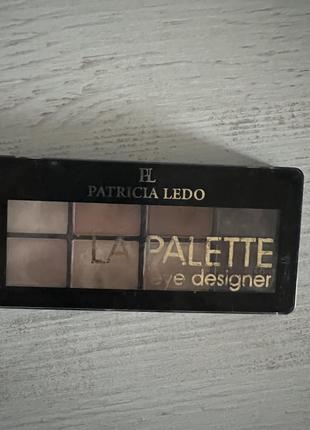 PL
PATRICIA LEDO
LA PALETTE
eye designer